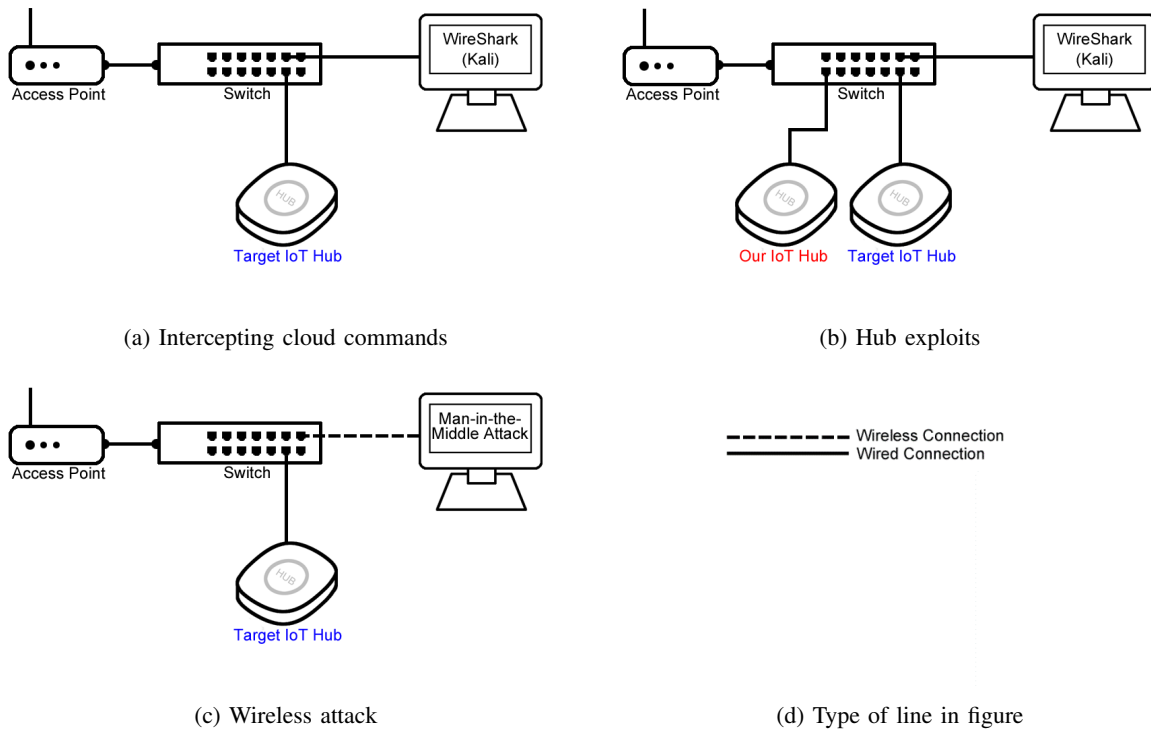 WireShark
(Kali)
Access Point
Switch
HUB
Target IoT Hub
(a) Intercepting cloud commands
WireShark
(Kali)
Access Point
Switch
HUB
HUB
Our IoT Hub
Target IoT Hub
(b) Hub exploits
Man-in-the-
Middle Attack
Access Point
Switch
HUB
Target IoT Hub
(c) Wireless attack
Wireless Connection
Wired Connection
(d) Type of line in figure